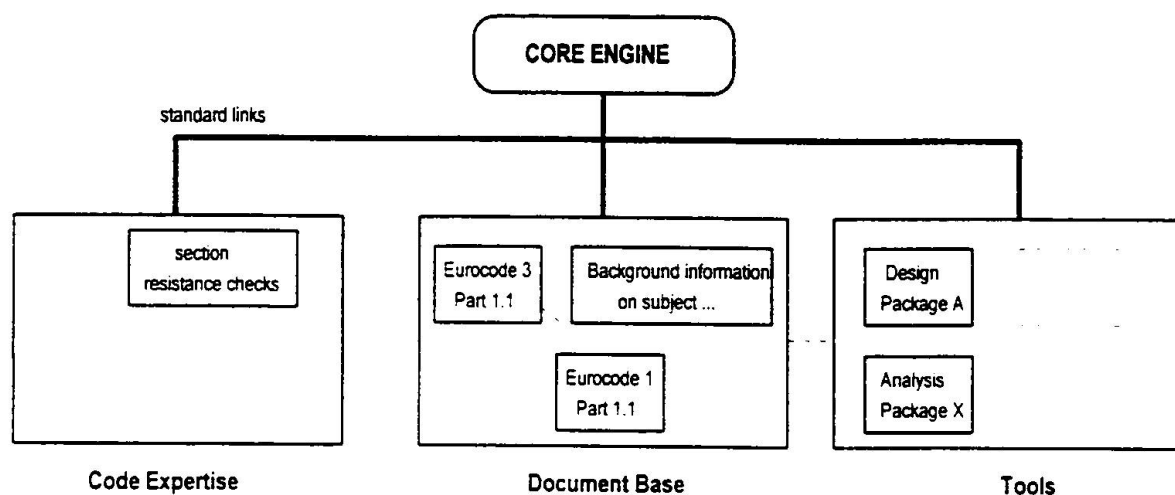 CORE ENGINE
standard links
section
resistance checks
Eurocode 3
Part 1.1
Background information
on subject ...
Eurocode 1
Part 1.1
Design
Package A
Analysis
Package X
Code Expertise
Document Base
Tools